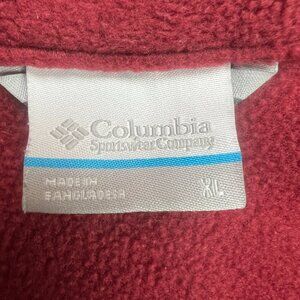 Columbia
Sportswear Company
MADE IN
BANGLADESH
XL